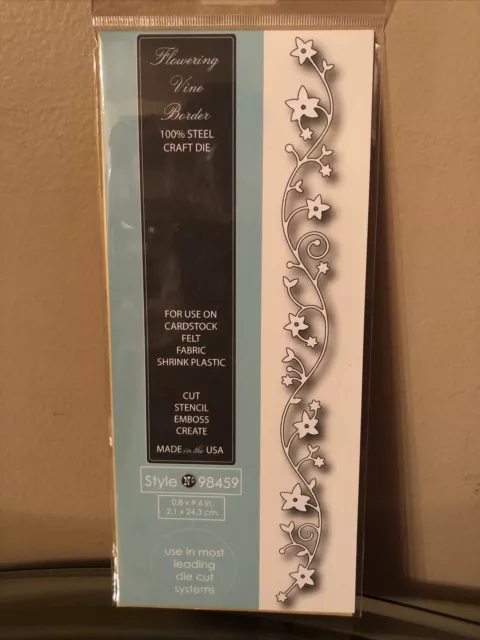 Flowering
Vine
Border
100% STEEL
CRAFT DIE
FOR USE ON
CARDSTOCK
FELT
FABRIC
SHRINK PLASTIC
CUT
STENCIL
EMBOSS
CREATE
MADE in the USA
Style Nº 98459
0.8 x 9.6 in.
2.1 x 24.3 cm.
use in most
leading
die cut
systems